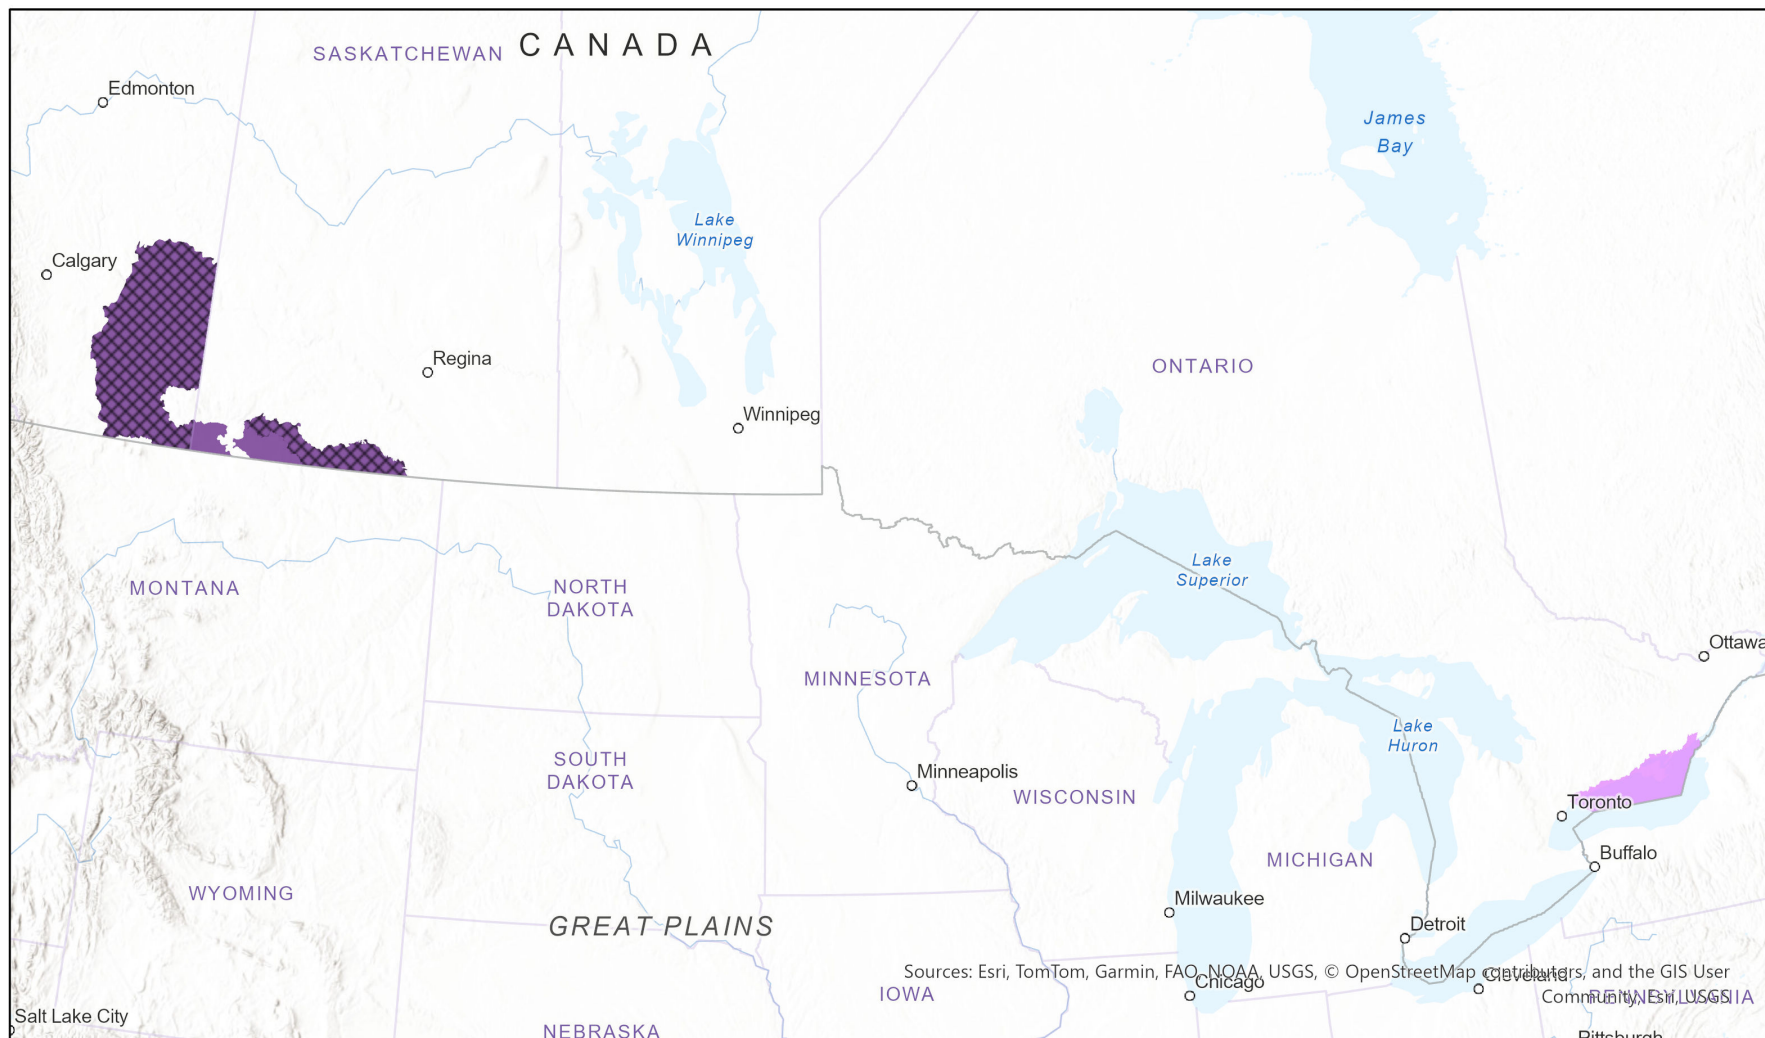 CANADA
SASKATCHEWAN
Edmonton
James
Bay
Lake
Winnipeg
Calgary
Regina
ONTARIO
Winnipeg
Lake
Superior
MONTANA
NORTH
DAKOTA
Ottawa
MINNESOTA
Lake
Huron
SOUTH
DAKOTA
Minneapolis
WISCONSIN
Toronto
Buffalo
MICHIGAN
WYOMING
Milwaukee
GREAT PLAINS
Detroit
Sources: Esri, TomTom, Garmin, FAO, NOAA, USGS, © OpenStreetMap contributors, and the GIS User
Community, Esri, USGS
Cleveland
Chicago
IOWA
PENNSYLVANIA
Salt Lake City
NEBRASKA
Pittsburgh